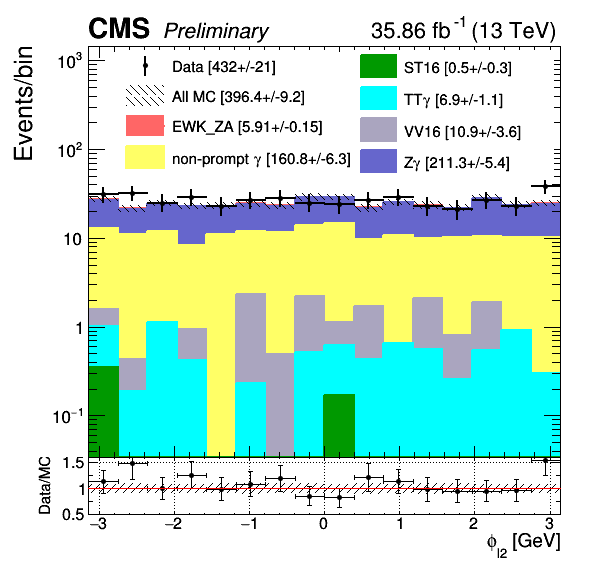 CMS Preliminary 35.86 fb⁻¹ (13 TeV)
Events/bin
Data [432+/-21]
All MC [396.4+/-9.2]
EWK_ZA [5.91+/-0.15]
non-prompt γ [160.8+/-6.3]
ST16 [0.5+/-0.3]
TTγ [6.9+/-1.1]
VV16 [10.9+/-3.6]
Zγ [211.3+/-5.4]
10³
10²
10
1
10⁻¹
Data/MC
1.5
1
0.5
−3 −2 −1 0 1 2 3
ϕ_l2 [GeV]